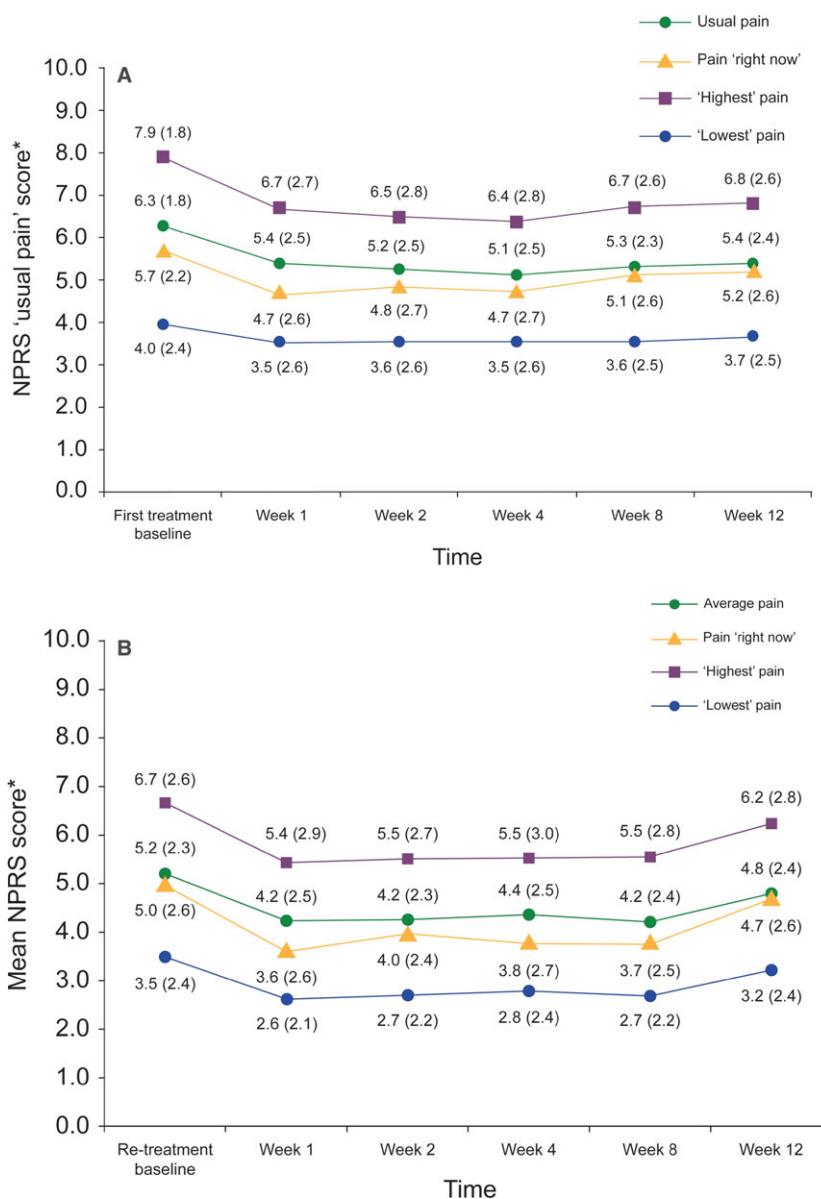 Usual pain
Pain 'right now'
'Highest' pain
'Lowest' pain
A
NPRS 'usual pain' score*
10.0
9.0
8.0
7.0
6.0
5.0
4.0
3.0
2.0
1.0
0.0
7.9 (1.8)
6.7 (2.7)
6.5 (2.8)
6.4 (2.8)
6.7 (2.6)
6.8 (2.6)
6.3 (1.8)
5.4 (2.5)
5.2 (2.5)
5.1 (2.5)
5.3 (2.3)
5.4 (2.4)
5.7 (2.2)
4.7 (2.6)
4.8 (2.7)
4.7 (2.7)
5.1 (2.6)
5.2 (2.6)
4.0 (2.4)
3.5 (2.6)
3.6 (2.6)
3.5 (2.6)
3.6 (2.5)
3.7 (2.5)
First treatment
baseline
Week 1
Week 2
Week 4
Week 8
Week 12
Time
Average pain
Pain 'right now'
'Highest' pain
'Lowest' pain
B
Mean NPRS score*
10.0
9.0
8.0
7.0
6.0
5.0
4.0
3.0
2.0
1.0
0.0
6.7 (2.6)
5.4 (2.9)
5.5 (2.7)
5.5 (3.0)
5.5 (2.8)
6.2 (2.8)
5.2 (2.3)
4.2 (2.5)
4.2 (2.3)
4.4 (2.5)
4.2 (2.4)
4.8 (2.4)
5.0 (2.6)
3.6 (2.6)
4.0 (2.4)
3.8 (2.7)
3.7 (2.5)
4.7 (2.6)
3.5 (2.4)
2.6 (2.1)
2.7 (2.2)
2.8 (2.4)
2.7 (2.2)
3.2 (2.4)
Re-treatment
baseline
Week 1
Week 2
Week 4
Week 8
Week 12
Time